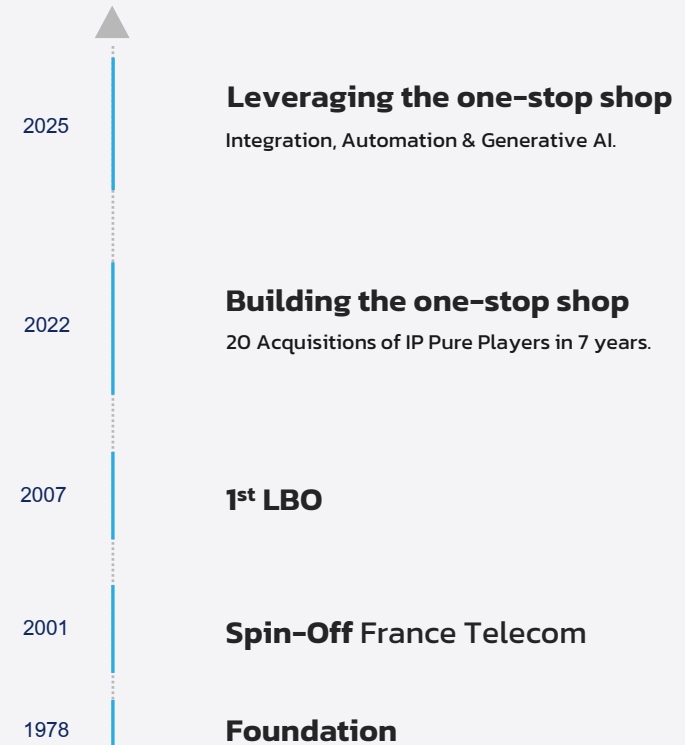 2025
Leveraging the one-stop shop
Integration, Automation & Generative AI.
2022
Building the one-stop shop
20 Acquisitions of IP Pure Players in 7 years.
2007
1st LBO
2001
Spin-Off France Telecom
1978
Foundation